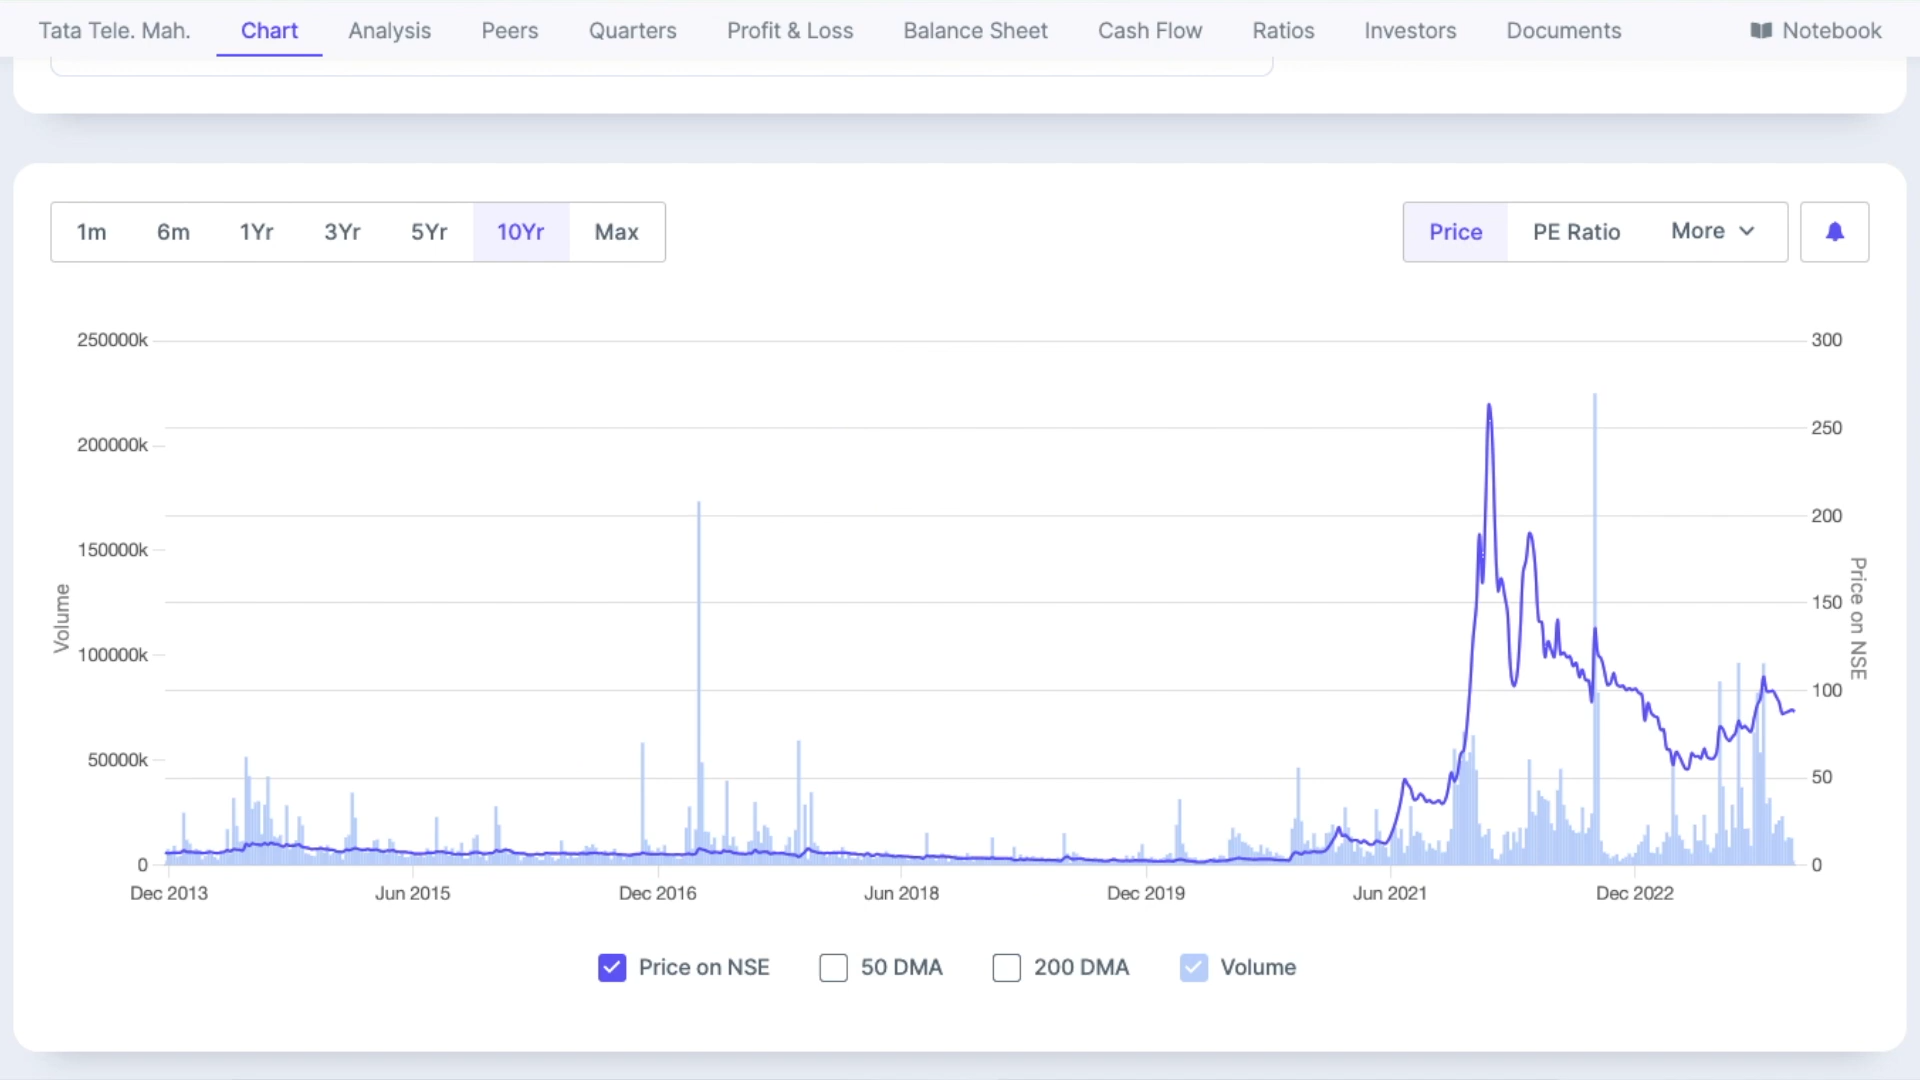 Tata Tele. Mah. Chart Analysis Peers Quarters Profit & Loss Balance Sheet Cash Flow Ratios Investors Documents Notebook
1m 6m 1Yr 3Yr 5Yr 10Yr Max Price PE Ratio More
250000k
200000k
150000k
100000k
50000k
0
Volume
300
250
200
150
100
50
0
Price on NSE
Dec 2013 Jun 2015 Dec 2016 Jun 2018 Dec 2019 Jun 2021 Dec 2022
Price on NSE 50 DMA 200 DMA Volume